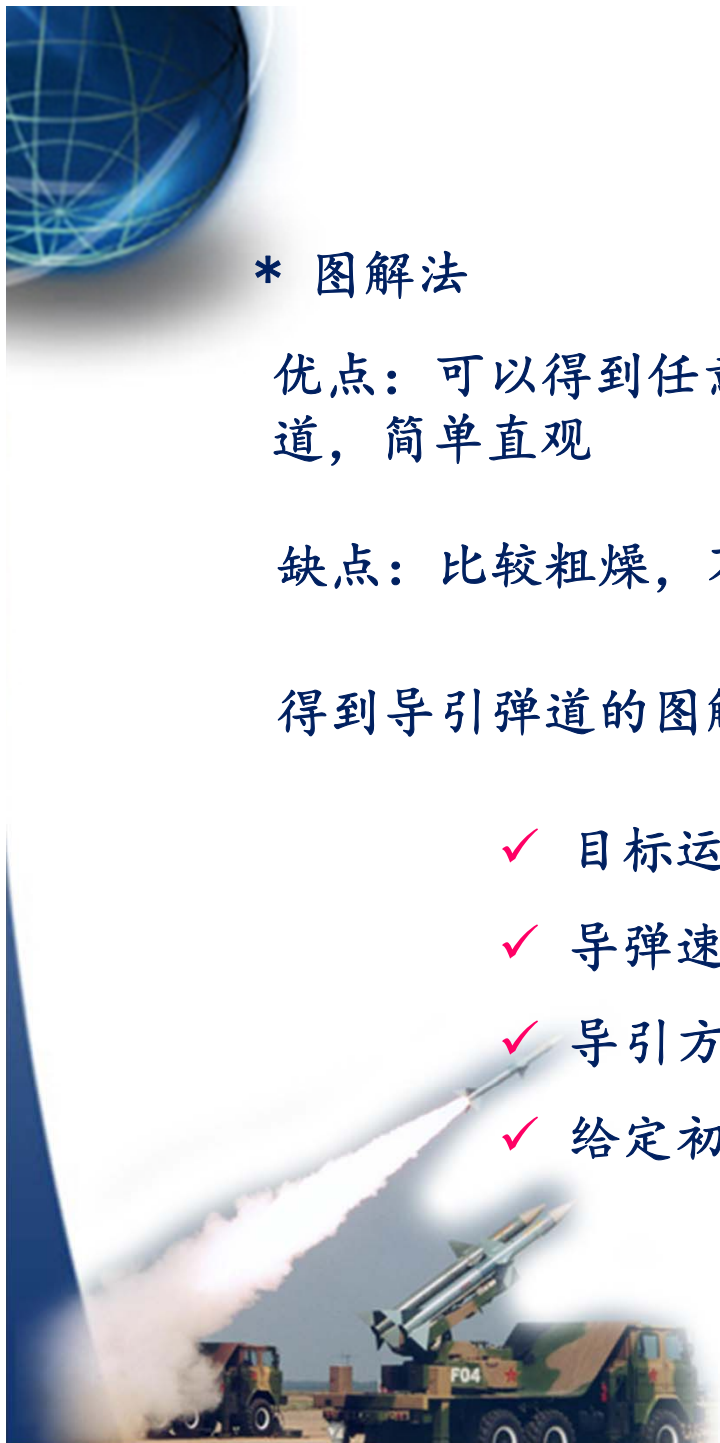 * 图解法
优点：可以得到任
道，简单直观
缺点：比较粗燥，
得到导引弹道的图
目标运
导弹速
导引方
给定初
F04